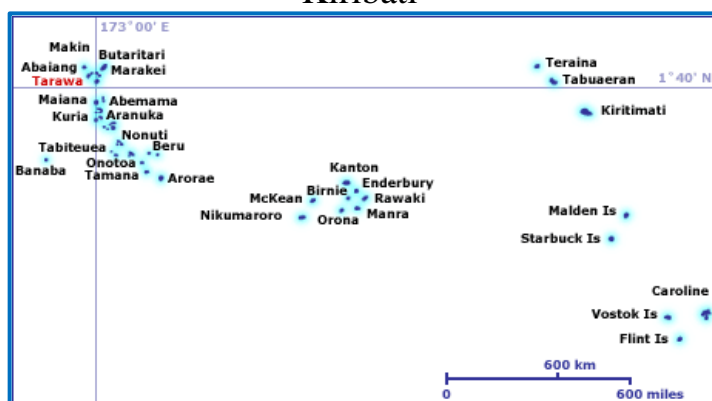 Kiribati
173°00' E
Makin
Butaritari
Abaiang
Marakei
Tarawa
Teraina
Tabuaeran
1°40' N
Maiana
Abemama
Kuria
Aranuka
Kiritimati
Nonuti
Tabiteuea
Beru
Banaba
Onotoa
Tamana
Arorae
Kanton
Birnie
Enderbury
McKean
Rawaki
Nikumaroro
Orona
Manra
Malden Is
Starbuck Is
Caroline
Vostok Is
Flint Is
600 km
0
600 miles